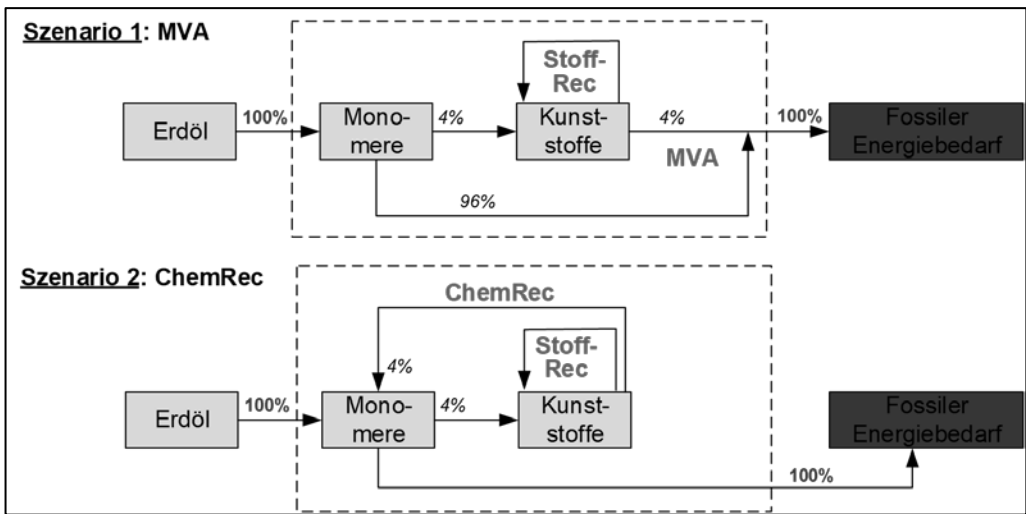 Szenario 1: MVA
Stoff-
Rec
Erdöl
100%
Mono-
mere
4%
Kunst-
stoffe
4%
MVA
100%
Fossiler
Energiebedarf
96%
Szenario 2: ChemRec
ChemRec
Stoff-
Rec
4%
Erdöl
100%
Mono-
mere
4%
Kunst-
stoffe
Fossiler
Energiebedarf
100%